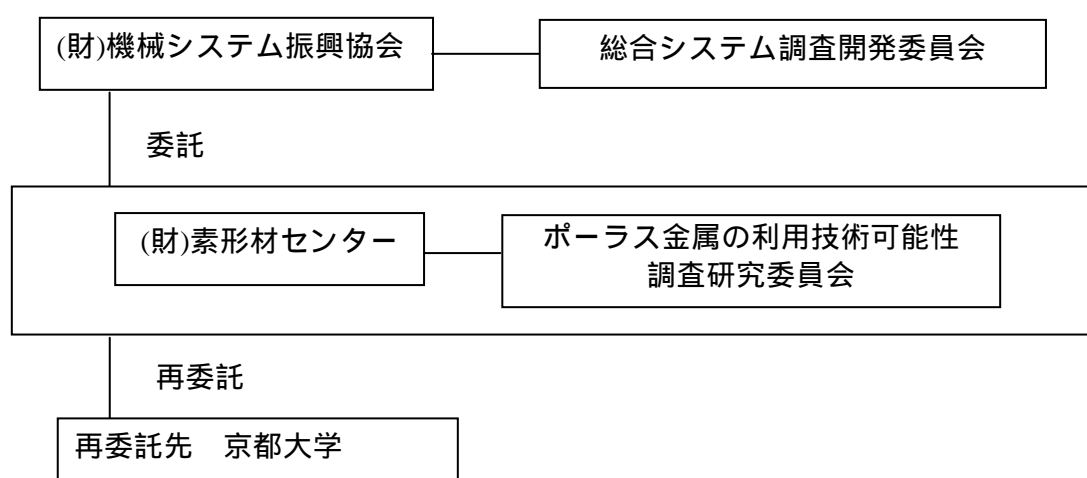 (財)機械システム振興協会
総合システム調査開発委員会
委託
(財)素形材センター
ポーラス金属の利用技術可能性
調査研究委員会
再委託
再委託先　京都大学